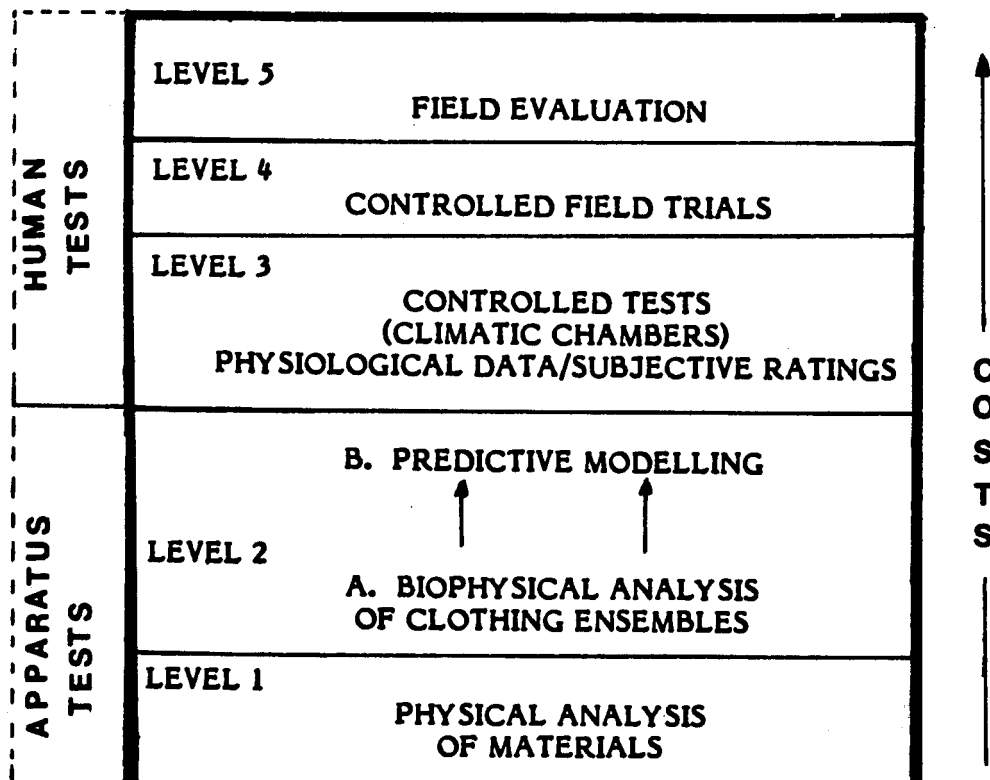 LEVEL 5
FIELD EVALUATION
LEVEL 4
CONTROLLED FIELD TRIALS
LEVEL 3
CONTROLLED TESTS
(CLIMATIC CHAMBERS)
PHYSIOLOGICAL DATA/SUBJECTIVE RATINGS
B. PREDICTIVE MODELLING
LEVEL 2
A. BIOPHYSICAL ANALYSIS
OF CLOTHING ENSEMBLES
LEVEL 1
PHYSICAL ANALYSIS
OF MATERIALS
HUMAN
TESTS
APPARATUS
TESTS
COSTS